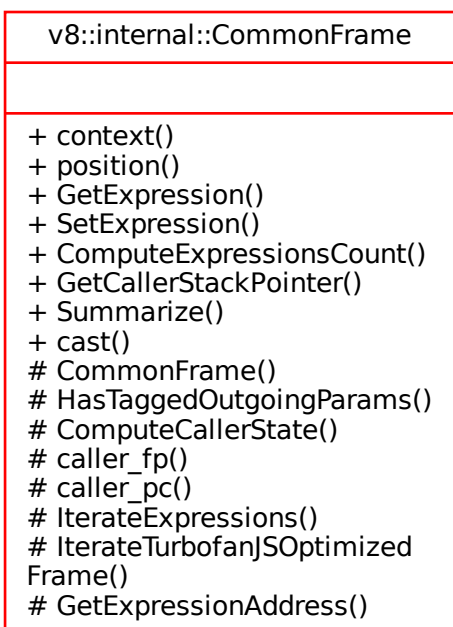 v8::internal::CommonFrame
+ context()
+ position()
+ GetExpression()
+ SetExpression()
+ ComputeExpressionsCount()
+ GetCallerStackPointer()
+ Summarize()
+ cast()
# CommonFrame()
# HasTaggedOutgoingParams()
# ComputeCallerState()
# caller_fp()
# caller_pc()
# IterateExpressions()
# IterateTurbofanJSOptimized
Frame()
# GetExpressionAddress()